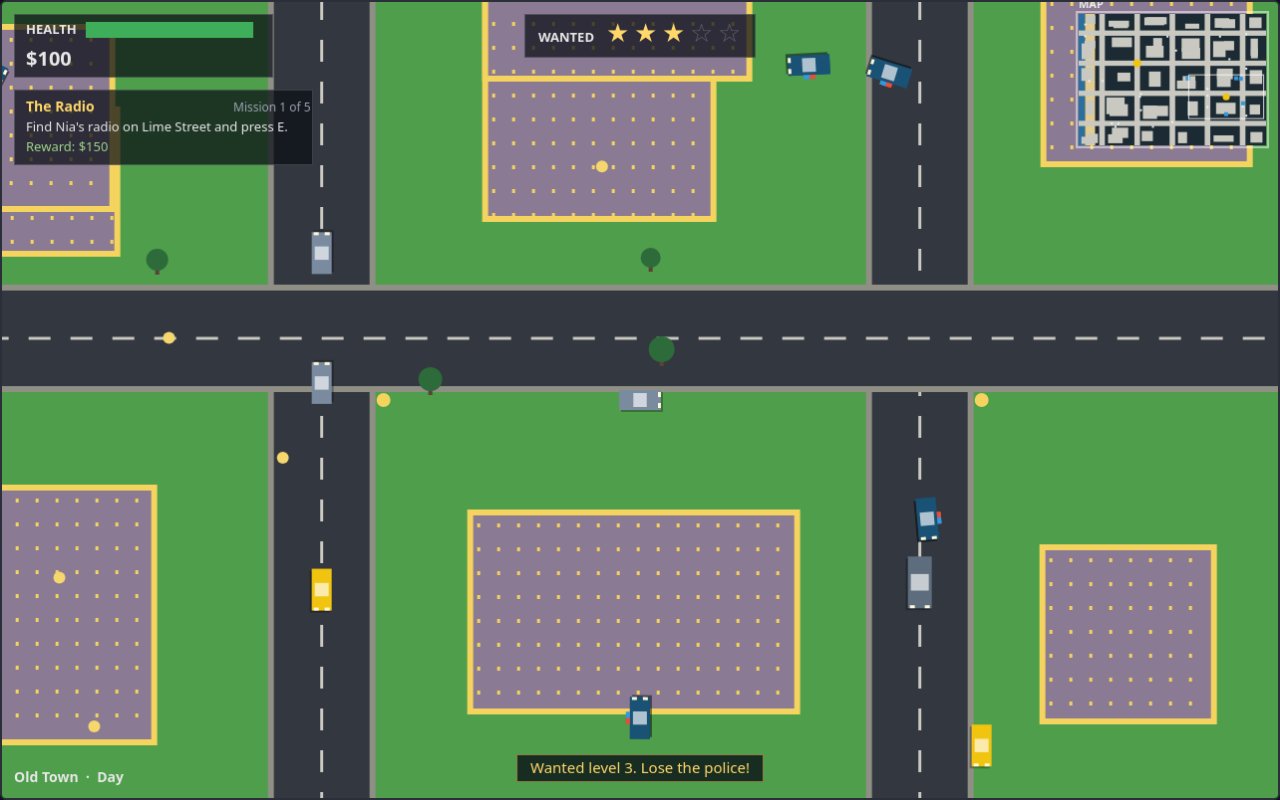 HEALTH
$100
WANTED
MAP
The Radio
Mission 1 of 5
Find Nia's radio on Lime Street and press E.
Reward: $150
Wanted level 3. Lose the police!
Old Town · Day